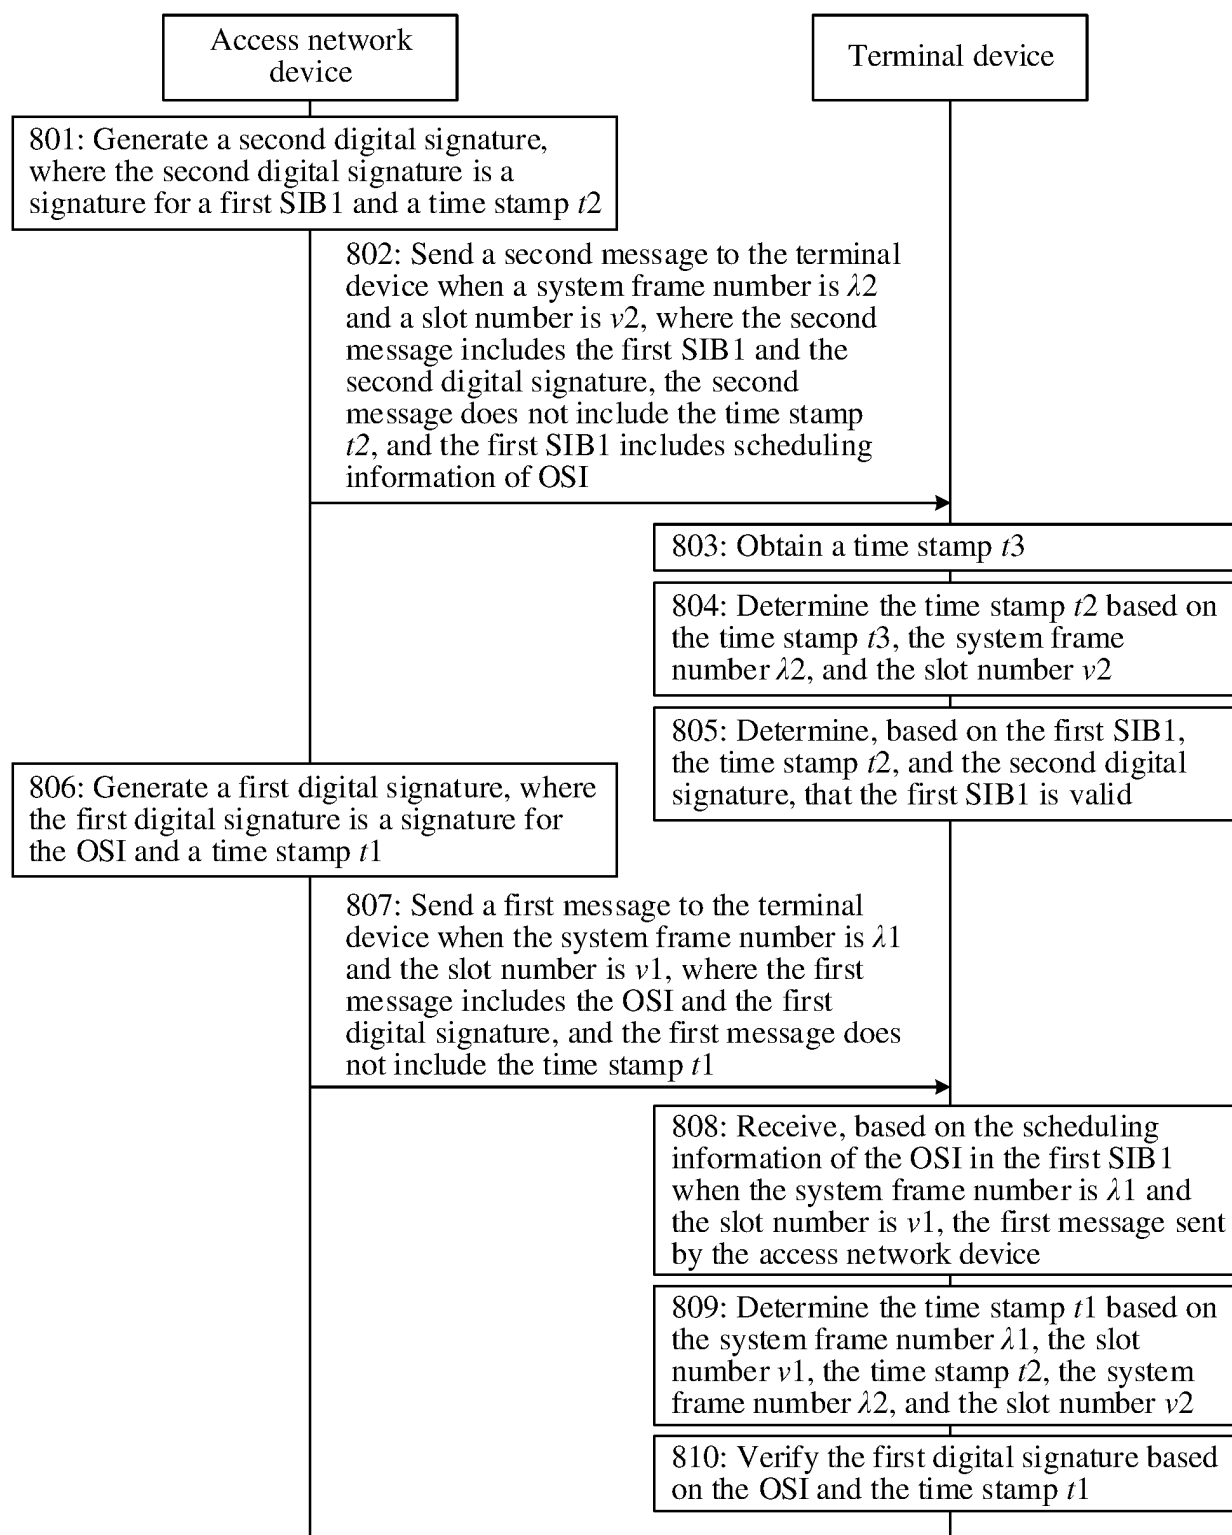 Access network
device
Terminal device
801: Generate a second digital signature,
where the second digital signature is a
signature for a first SIB1 and a time stamp t2
802: Send a second message to the terminal
device when a system frame number is λ2
and a slot number is v2, where the second
message includes the first SIB1 and the
second digital signature, the second
message does not include the time stamp
t2, and the first SIB1 includes scheduling
information of OSI
803: Obtain a time stamp t3
804: Determine the time stamp t2 based on
the time stamp t3, the system frame
number λ2, and the slot number v2
805: Determine, based on the first SIB1,
the time stamp t2, and the second digital
signature, that the first SIB1 is valid
806: Generate a first digital signature, where
the first digital signature is a signature for
the OSI and a time stamp t1
807: Send a first message to the terminal
device when the system frame number is λ1
and the slot number is v1, where the first
message includes the OSI and the first
digital signature, and the first message does
not include the time stamp t1
808: Receive, based on the scheduling
information of the OSI in the first SIB1
when the system frame number is λ1 and
the slot number is v1, the first message sent
by the access network device
809: Determine the time stamp t1 based on
the system frame number λ1, the slot
number v1, the time stamp t2, the system
frame number λ2, and the slot number v2
810: Verify the first digital signature based
on the OSI and the time stamp t1